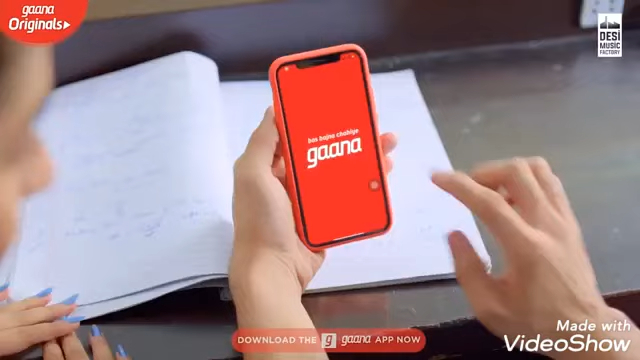 gaana
Originals
DESI
MUSIC
FACTORY
bas bajna chahiye
gaana
DOWNLOAD THE g gaana APP NOW
Made with
VideoShow